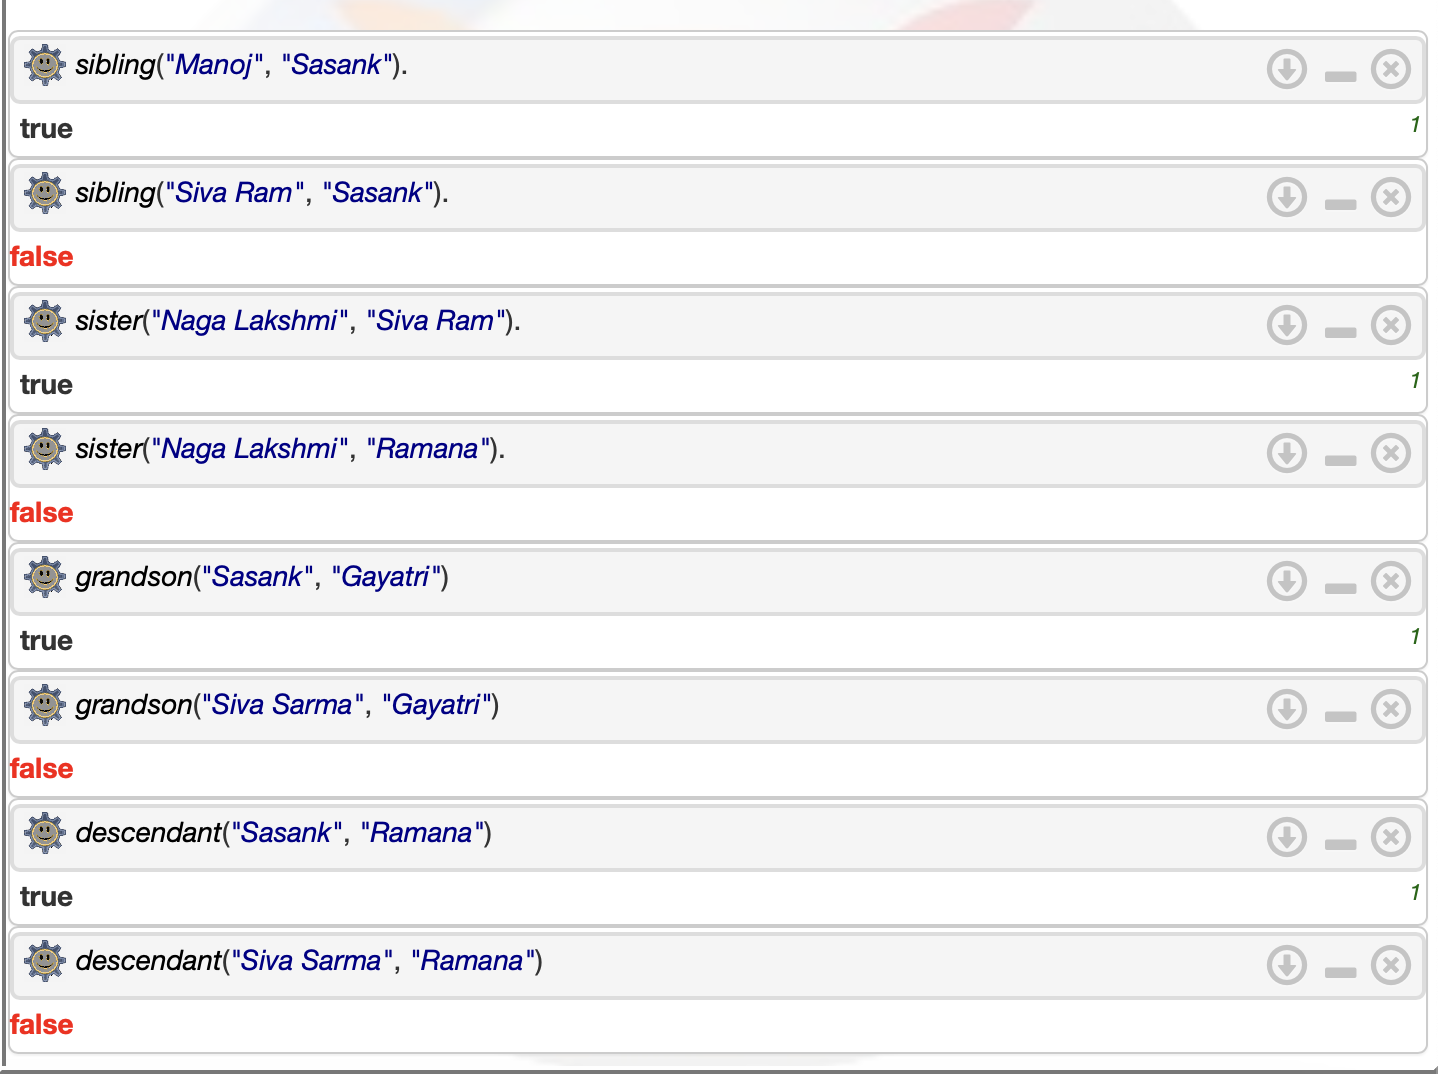 sibling("Manoj", "Sasank").
true
1
sibling("Siva Ram", "Sasank").
false
sister("Naga Lakshmi", "Siva Ram").
true
1
sister("Naga Lakshmi", "Ramana").
false
grandson("Sasank", "Gayatri")
true
1
grandson("Siva Sarma", "Gayatri")
false
descendant("Sasank", "Ramana")
true
1
descendant("Siva Sarma", "Ramana")
false